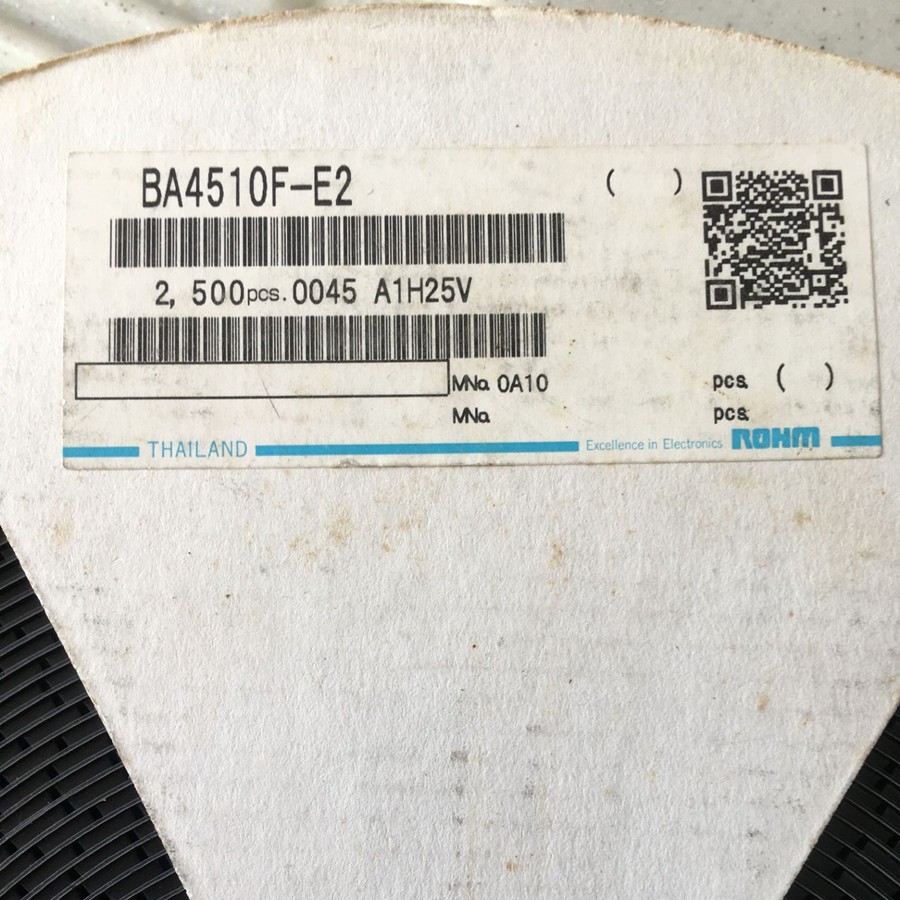 BA4510F-E2 ( )
2,500pcs.0045 A1H25V
MNo. 0A10 pcs. ( )
MNo. pcs.
THAILAND Excellence in Electronics ROHM